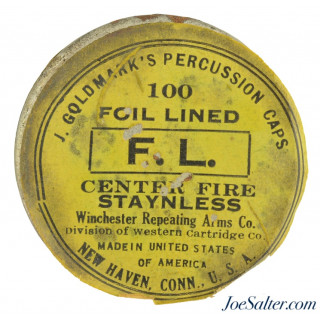 J. GOLDMARK'S PERCUSSION CAPS
100
FOIL LINED
F. L.
CENTER FIRE
STAYNLESS
Winchester Repeating Arms Co.
Division of western Cartridge Co.
MADE IN UNITED STATES
OF AMERICA
NEW HAVEN, CONN., U. S. A.
JoeSalter.com